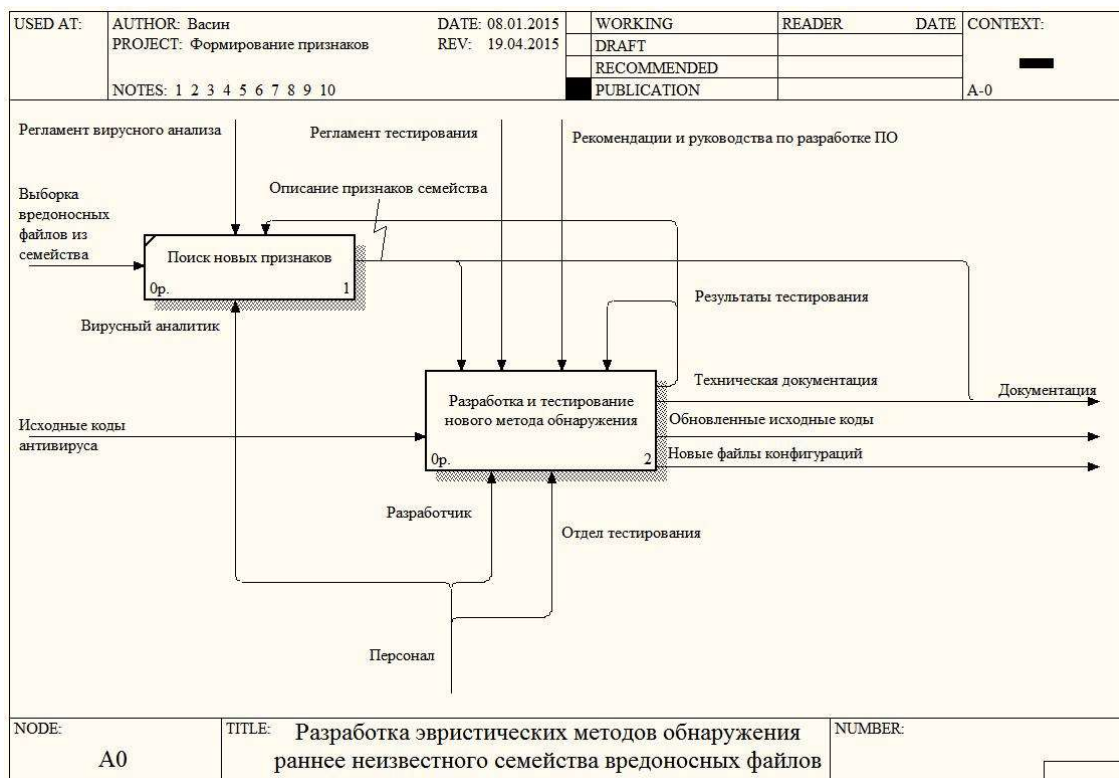 USED AT:
AUTHOR: Васин
DATE: 08.01.2015
PROJECT: Формирование признаков
REV: 19.04.2015
NOTES: 1 2 3 4 5 6 7 8 9 10
WORKING
DRAFT
RECOMMENDED
PUBLICATION
READER DATE
CONTEXT:
A-0
Регламент вирусного анализа
Регламент тестирования
Рекомендации и руководства по разработке ПО
Описание признаков семейства
Выборка
вредоносных
файлов из
семейства
Поиск новых признаков
0р. 1
Вирусный аналитик
Результаты тестирования
Техническая документация
Документация
Разработка и тестирование
нового метода обнаружения
0р. 2
Обновленные исходные коды
Новые файлы конфигураций
Исходные коды
антивируса
Разработчик
Отдел тестирования
Персонал
NODE:
A0
TITLE:
Разработка эвристических методов обнаружения
раннее неизвестного семейства вредоносных файлов
NUMBER: